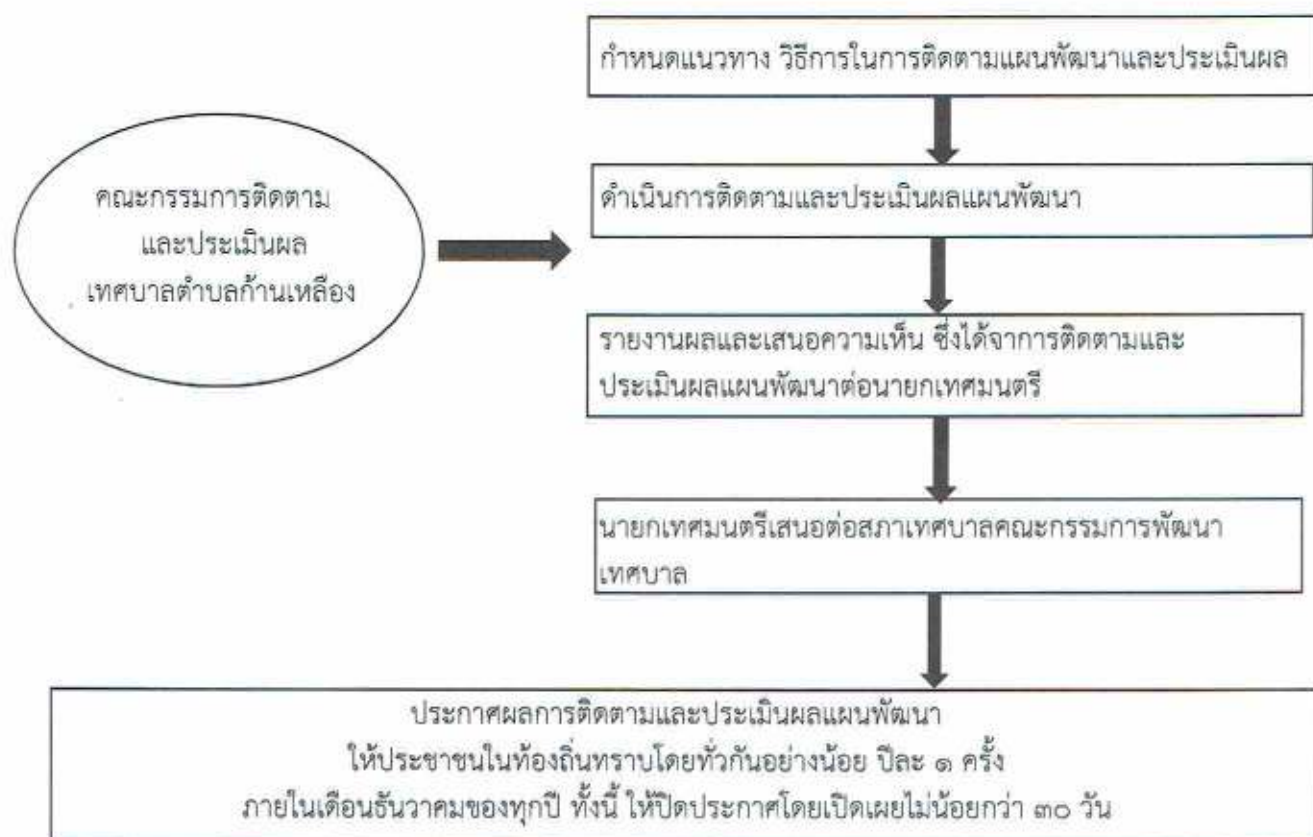 กำหนดแนวทาง วิธีการในการติดตามแผนพัฒนาและประเมินผล
คณะกรรมการติดตาม
และประเมินผล
เทศบาลตำบลก้านเหลือง
ดำเนินการติดตามและประเมินผลแผนพัฒนา
รายงานผลและเสนอความเห็น ซึ่งได้จาการติดตามและ
ประเมินผลแผนพัฒนาต่อนายกเทศมนตรี
นายกเทศมนตรีเสนอต่อสภาเทศบาลคณะกรรมการพัฒนา
เทศบาล
ประกาศผลการติดตามและประเมินผลแผนพัฒนา
ให้ประชาชนในท้องถิ่นทราบโดยทั่วกันอย่างน้อย ปีละ ๑ ครั้ง
ภายในเดือนธันวาคมของทุกปี ทั้งนี้ ให้ปิดประกาศโดยเปิดเผยไม่น้อยกว่า ๓๐ วัน